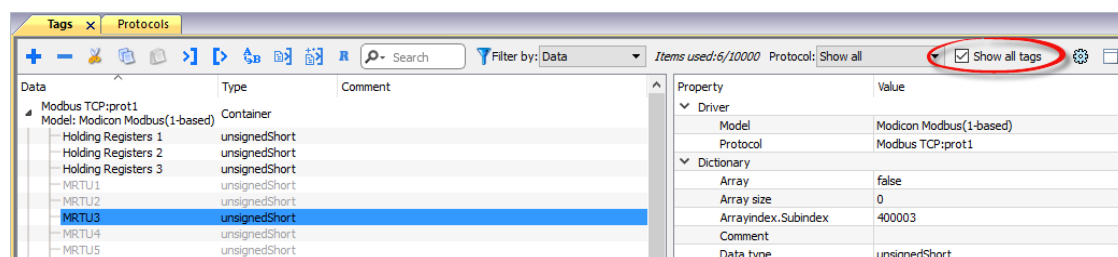 Tags x Protocols
AB R Search Filter by: Data Items used:6/10000 Protocol: Show all Show all tags
Data Type Comment Property Value
Modbus TCP:prot1
Model: Modicon Modbus(1-based) Container
Driver
Model Modicon Modbus(1-based)
Holding Registers 1 unsignedShort
Protocol Modbus TCP:prot1
Holding Registers 2 unsignedShort
Dictionary
Holding Registers 3 unsignedShort
Array false
MRTU1 unsignedShort
Array size 0
MRTU2 unsignedShort
MRTU3 unsignedShort
Arrayindex.Subindex 400003
MRTU4 unsignedShort
Comment
MRTU5 unsignedShort
Data type unsignedShort